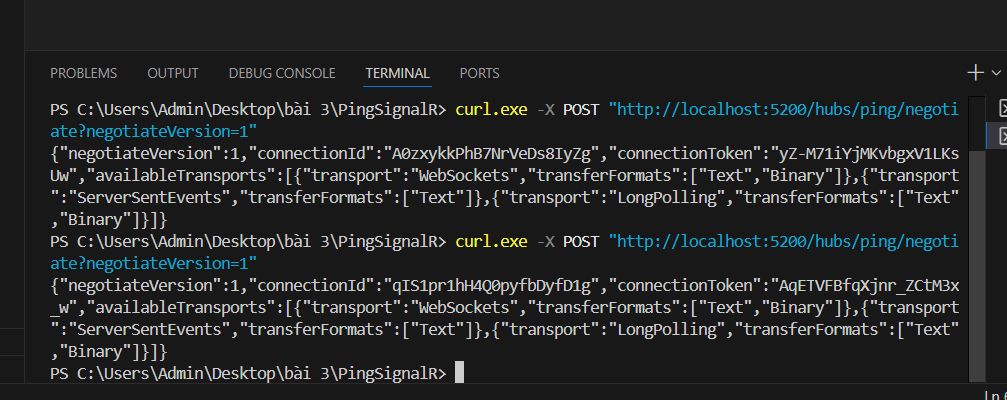 PROBLEMS OUTPUT DEBUG CONSOLE TERMINAL PORTS
PS C:\Users\Admin\Desktop\bài 3\PingSignalR> curl.exe -X POST "http://localhost:5200/hubs/ping/negoti
ate?negotiateVersion=1"
{"negotiateVersion":1,"connectionId":"A0zxykkPhB7NrVeDs8IyZg","connectionToken":"yZ-M71iYjMKvbgxV1LKs
Uw","availableTransports":[{"transport":"WebSockets","transferFormats":["Text","Binary"]},{"transport
":"ServerSentEvents","transferFormats":["Text"]},{"transport":"LongPolling","transferFormats":["Text"
,"Binary"]}]}
PS C:\Users\Admin\Desktop\bài 3\PingSignalR> curl.exe -X POST "http://localhost:5200/hubs/ping/negoti
ate?negotiateVersion=1"
{"negotiateVersion":1,"connectionId":"qIS1pr1hH4Q0pyfbDyfD1g","connectionToken":"AqETVFBfqXjnr_ZCtM3x
_w","availableTransports":[{"transport":"WebSockets","transferFormats":["Text","Binary"]},{"transport
":"ServerSentEvents","transferFormats":["Text"]},{"transport":"LongPolling","transferFormats":["Text"
,"Binary"]}]}
PS C:\Users\Admin\Desktop\bài 3\PingSignalR>